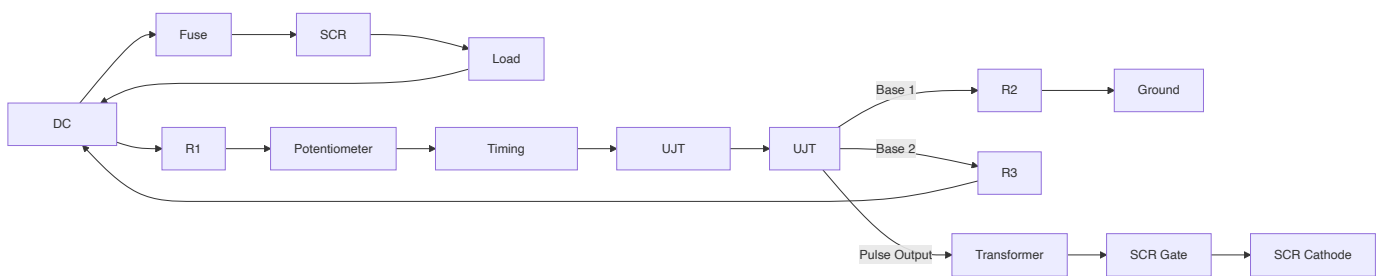 Fuse
SCR
Load
DC
R1
Potentiometer
Timing
UJT
UJT
Base 1
R2
Ground
Base 2
R3
Pulse Output
Transformer
SCR Gate
SCR Cathode